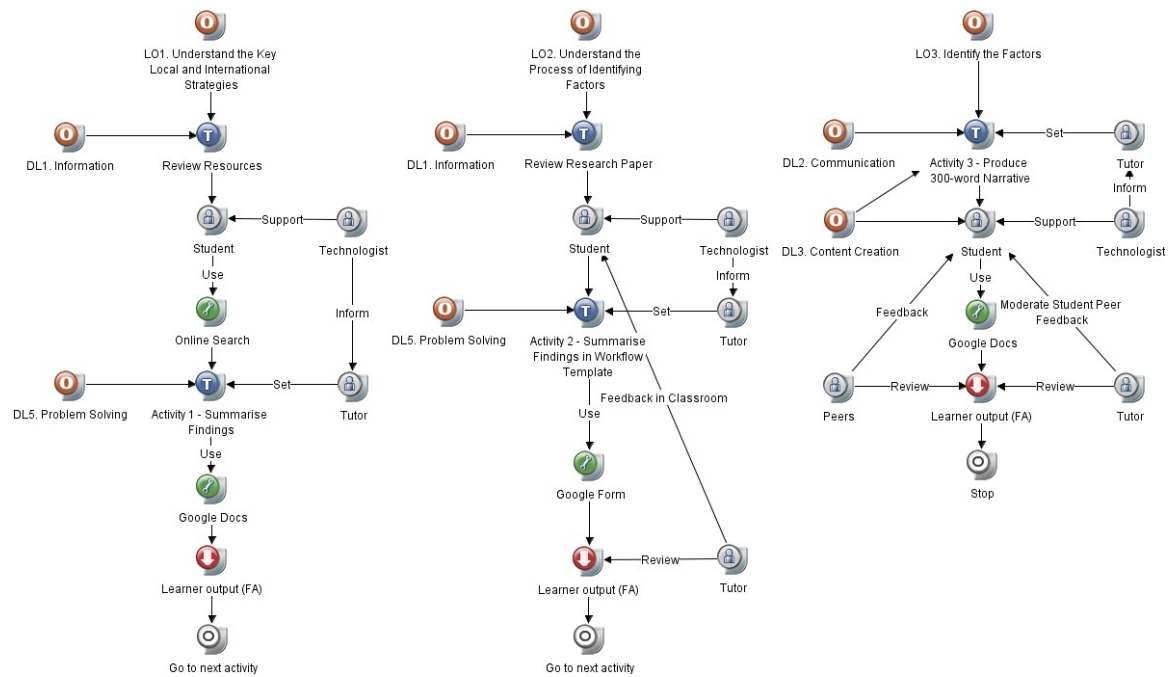 LO1. Understand the Key
Local and International
Strategies
DL1. Information
Review Resources
Support
Student
Technologist
Use
Inform
Online Search
Set
DL5. Problem Solving
Activity 1 - Summarise
Findings
Tutor
Use
Google Docs
Learner output (FA)
Go to next activity
LO2. Understand the
Process of Identifying
Factors
DL1. Information
Review Research Paper
Support
Student
Technologist
Inform
Set
DL5. Problem Solving
Activity 2 - Summarise
Findings in Workflow
Template
Tutor
Feedback in Classroom
Use
Google Form
Review
Learner output (FA)
Tutor
Go to next activity
LO3. Identify the Factors
Set
DL2. Communication
Activity 3 - Produce
300-word Narrative
Tutor
Inform
Support
DL3. Content Creation
Student
Technologist
Use
Feedback
Moderate Student Peer
Feedback
Google Docs
Review
Review
Peers
Learner output (FA)
Tutor
Stop